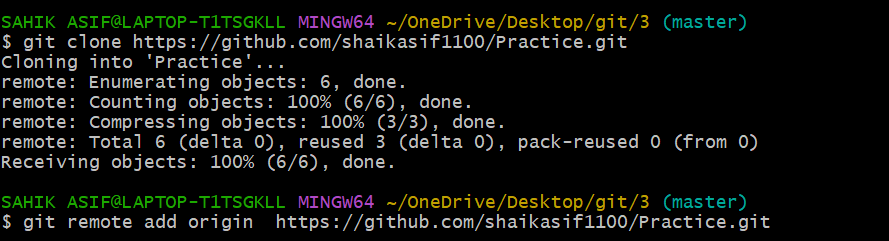 SAHIK ASIF@LAPTOP-T1TSGKLL MINGW64 ~/OneDrive/Desktop/git/3 (master)
$ git clone https://github.com/shaikasif1100/Practice.git
Cloning into 'Practice'...
remote: Enumerating objects: 6, done.
remote: Counting objects: 100% (6/6), done.
remote: Compressing objects: 100% (3/3), done.
remote: Total 6 (delta 0), reused 3 (delta 0), pack-reused 0 (from 0)
Receiving objects: 100% (6/6), done.
SAHIK ASIF@LAPTOP-T1TSGKLL MINGW64 ~/OneDrive/Desktop/git/3 (master)
$ git remote add origin  https://github.com/shaikasif1100/Practice.git